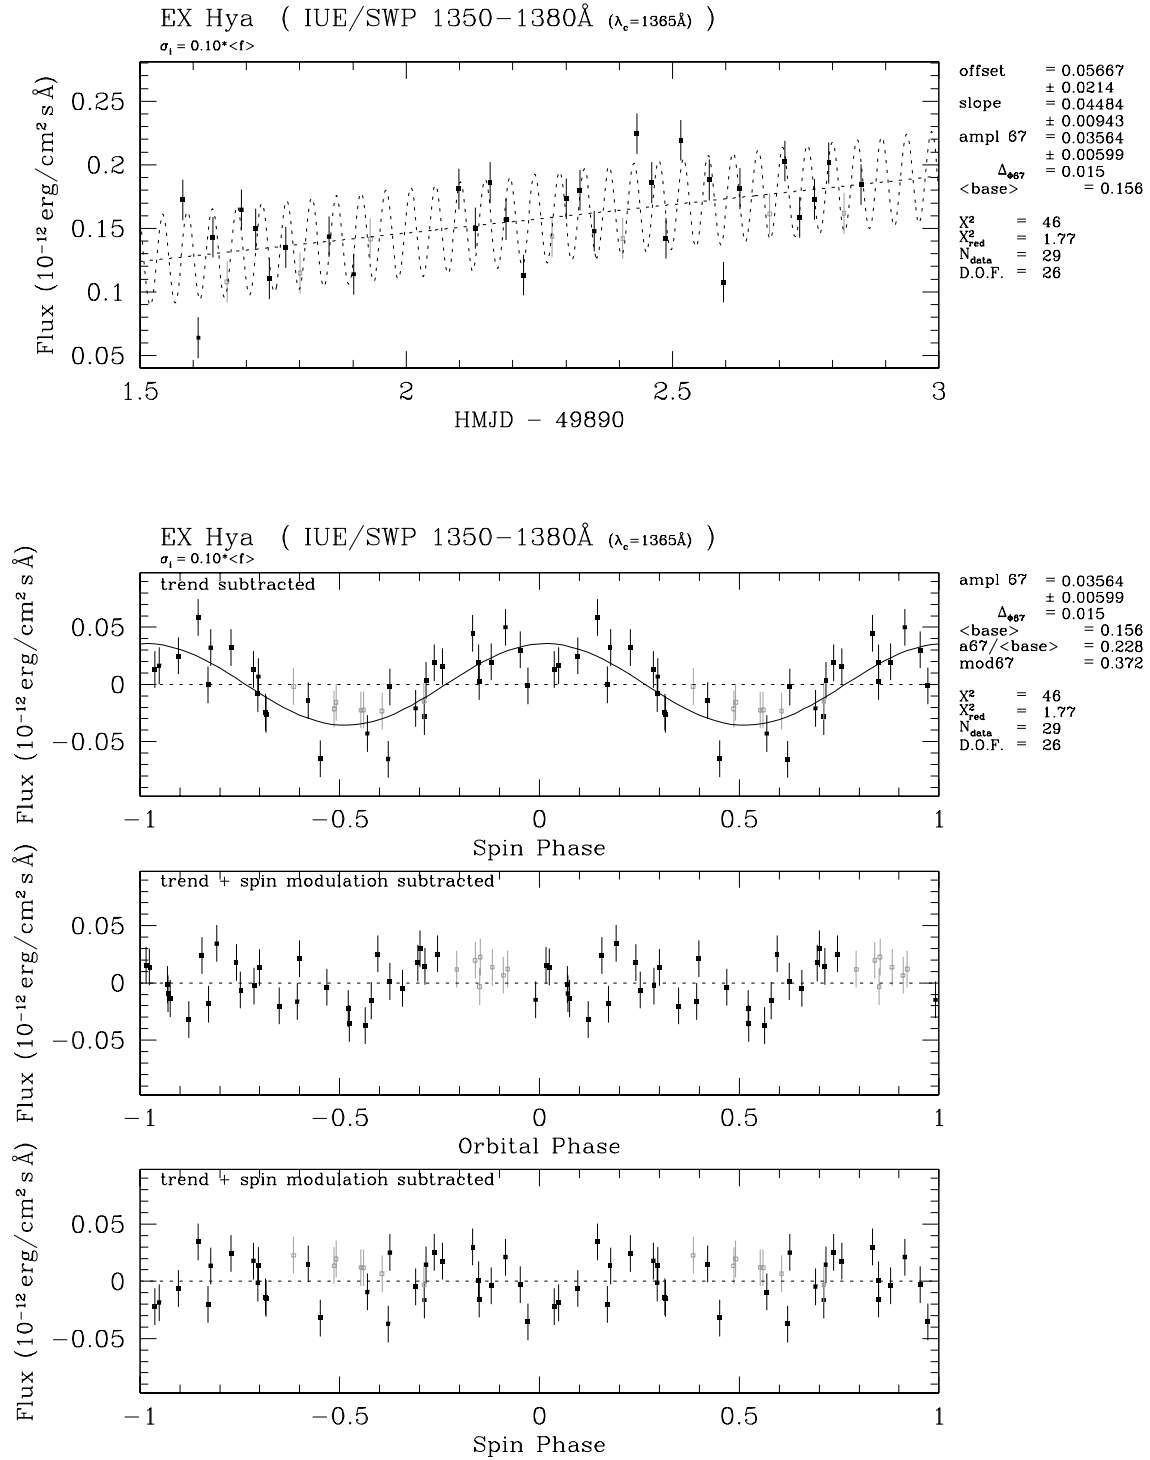 EX Hya ( IUE/SWP 1350−1380Å (λc=1365Å) )
σi = 0.10*<f>
Flux (10−12 erg/cm² s Å)
0.25
0.2
0.15
0.1
0.05
1.5
2
2.5
3
HMJD − 49890
offset = 0.05667
± 0.0214
slope = 0.04484
± 0.00943
ampl 67 = 0.03564
± 0.00599
ΔΦ67 = 0.015
<base> = 0.156
X² = 46
X²red = 1.77
Ndata = 29
D.O.F. = 26
EX Hya ( IUE/SWP 1350−1380Å (λc=1365Å) )
σi = 0.10*<f>
trend subtracted
Flux (10−12 erg/cm² s Å)
0.05
0
−0.05
−1
−0.5
0
0.5
1
Spin Phase
ampl 67 = 0.03564
± 0.00599
ΔΦ67 = 0.015
<base> = 0.156
a67/<base> = 0.228
mod67 = 0.372
X² = 46
X²red = 1.77
Ndata = 29
D.O.F. = 26
trend + spin modulation subtracted
Flux (10−12 erg/cm² s Å)
0.05
0
−0.05
−1
−0.5
0
0.5
1
Orbital Phase
trend + spin modulation subtracted
Flux (10−12 erg/cm² s Å)
0.05
0
−0.05
−1
−0.5
0
0.5
1
Spin Phase